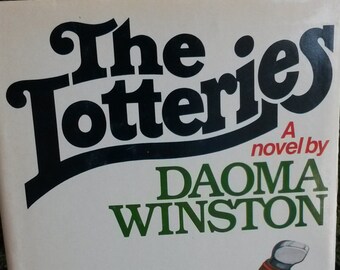 The
Lotteries
A
novel by
DAOMA
WINSTON